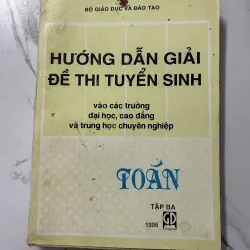 BỘ GIÁO DỤC VÀ ĐÀO TẠO
HƯỚNG DẪN GIẢI
ĐỀ THI TUYỂN SINH
vào các trường
đại học, cao đẳng
và trung học chuyên nghiệp
TOÁN
TẬP BA
1996